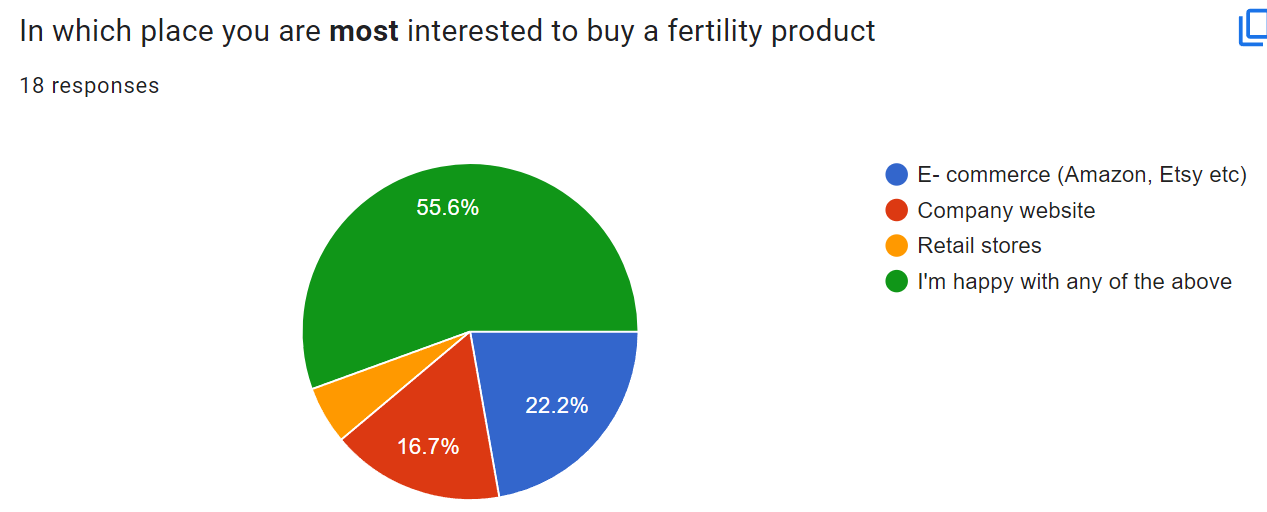 In which place you are most interested to buy a fertility product
18 responses
55.6%
22.2%
16.7%
E- commerce (Amazon, Etsy etc)
Company website
Retail stores
I'm happy with any of the above